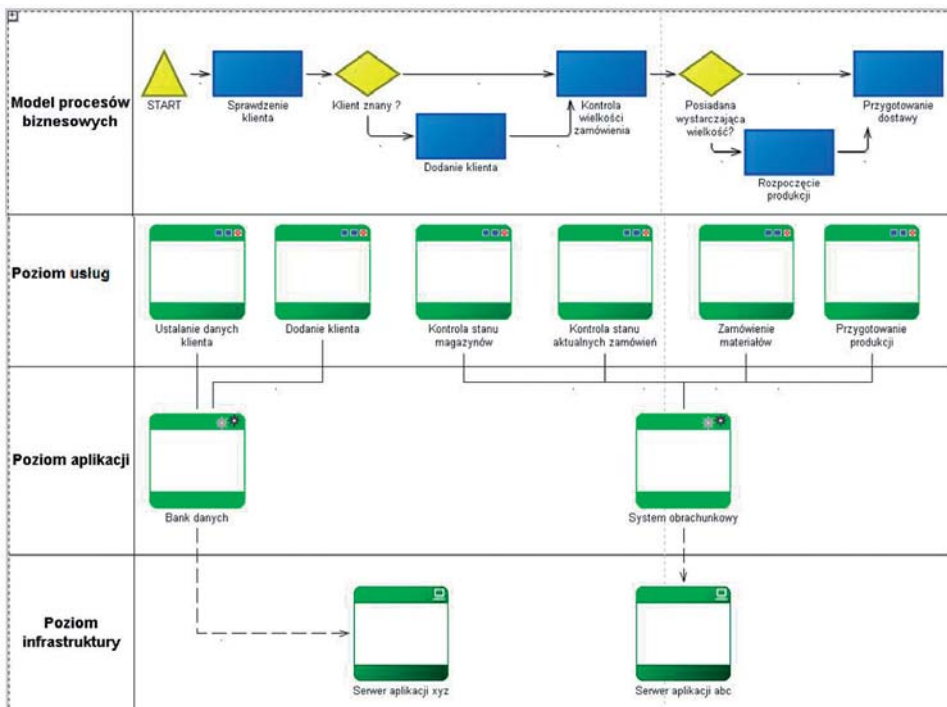 Model procesów
biznesowych
START
Sprawdzenie
klienta
Klient znany ?
Dodanie klienta
Kontrola
wielkości
zamówienia
Posiadana
wystarczająca
wielkość?
Rozpoczęcie
produkcji
Przygotowanie
dostawy
Poziom usług
Ustalanie danych
klienta
Dodanie klienta
Kontrola stanu
magazynów
Kontrola stanu
aktualnych zamówień
Zamówienie
materiałów
Przygotowanie
produkcji
Poziom aplikacji
Bank danych
System obrachunkowy
Poziom
infrastruktury
Serwer aplikacji xyz
Serwer aplikacji abc